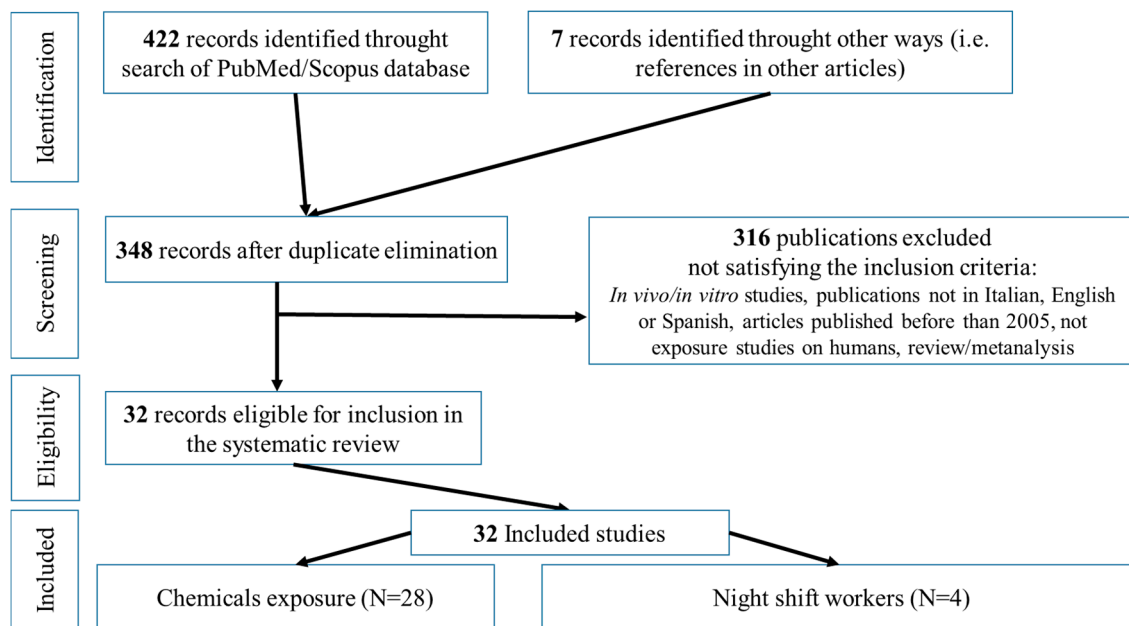 Identification
422 records identified throught
search of PubMed/Scopus database
7 records identified throught other ways (i.e.
references in other articles)
Screening
348 records after duplicate elimination
316 publications excluded
not satisfying the inclusion criteria:
In vivo/in vitro studies, publications not in Italian, English
or Spanish, articles published before than 2005, not
exposure studies on humans, review/metanalysis
Eligibility
32 records eligible for inclusion in
the systematic review
Included
32 Included studies
Chemicals exposure (N=28)
Night shift workers (N=4)